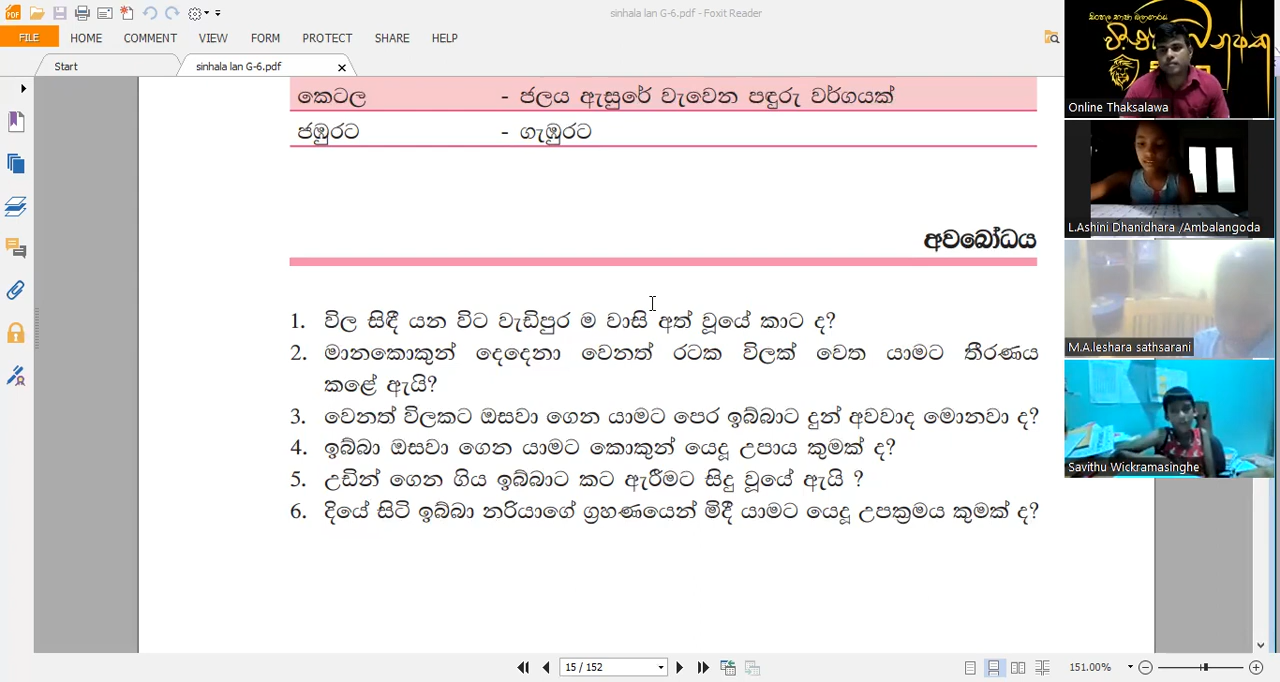 sinhala lan G-6.pdf - Foxit Reader
FILE HOME COMMENT VIEW FORM PROTECT SHARE HELP
Start sinhala lan G-6.pdf
කෙටල - ජලය ඇසුරේ වැවෙන පඳුරු වර්ගයක්
ජඹුරට - ගැඹුරට
අවබෝධය
1. විල සිඳී යන විට වැඩිපුර ම වාසි අත් වූයේ කාට ද?
2. මානකොකුන් දෙදෙනා වෙනත් රටක විලක් වෙත යාමට තීරණය
කළේ ඇයි?
3. වෙනත් විලකට ඔසවා ගෙන යාමට පෙර ඉබ්බාට දුන් අවවාද මොනවා ද?
4. ඉබ්බා ඔසවා ගෙන යාමට කොකුන් යෙදූ උපාය කුමක් ද?
5. උඩින් ගෙන ගිය ඉබ්බාට කට ඇරීමට සිදු වූයේ ඇයි ?
6. දියේ සිටි ඉබ්බා නරියාගේ ග්‍රහණයෙන් මිදී යාමට යෙදූ උපක්‍රමය කුමක් ද?
Online Thaksalawa
L.Ashini Dhanidhara /Ambalangoda
M.A.leshara sathsarani
Savithu Wickramasinghe
15 / 152
151.00%